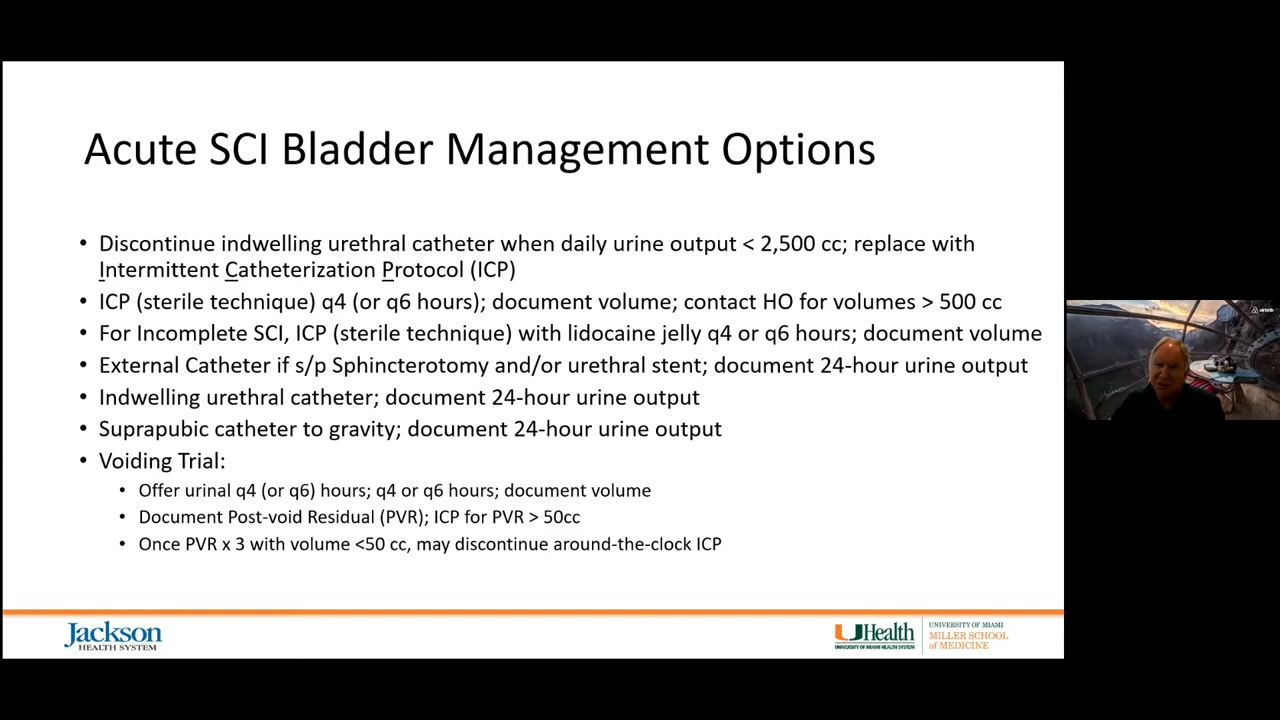 Acute SCI Bladder Management Options
• Discontinue indwelling urethral catheter when daily urine output < 2,500 cc; replace with
Intermittent Catheterization Protocol (ICP)
• ICP (sterile technique) q4 (or q6 hours); document volume; contact HO for volumes > 500 cc
• For Incomplete SCI, ICP (sterile technique) with lidocaine jelly q4 or q6 hours; document volume
• External Catheter if s/p Sphincterotomy and/or urethral stent; document 24-hour urine output
• Indwelling urethral catheter; document 24-hour urine output
• Suprapubic catheter to gravity; document 24-hour urine output
• Voiding Trial:
• Offer urinal q4 (or q6) hours; q4 or q6 hours; document volume
• Document Post-void Residual (PVR); ICP for PVR > 50cc
• Once PVR x 3 with volume <50 cc, may discontinue around-the-clock ICP
Jackson
HEALTH SYSTEM
UHealth
UNIVERSITY OF MIAMI HEALTH SYSTEM
UNIVERSITY OF MIAMI
MILLER SCHOOL
of MEDICINE
airbnb